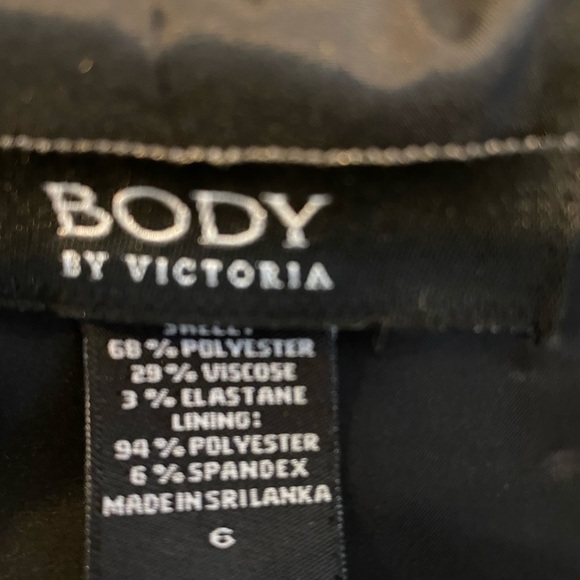 BODY
BY VICTORIA
SHELL:
68% POLYESTER
29% VISCOSE
3% ELASTANE
LINING:
94% POLYESTER
6% SPANDEX
MADE IN SRI LANKA
6